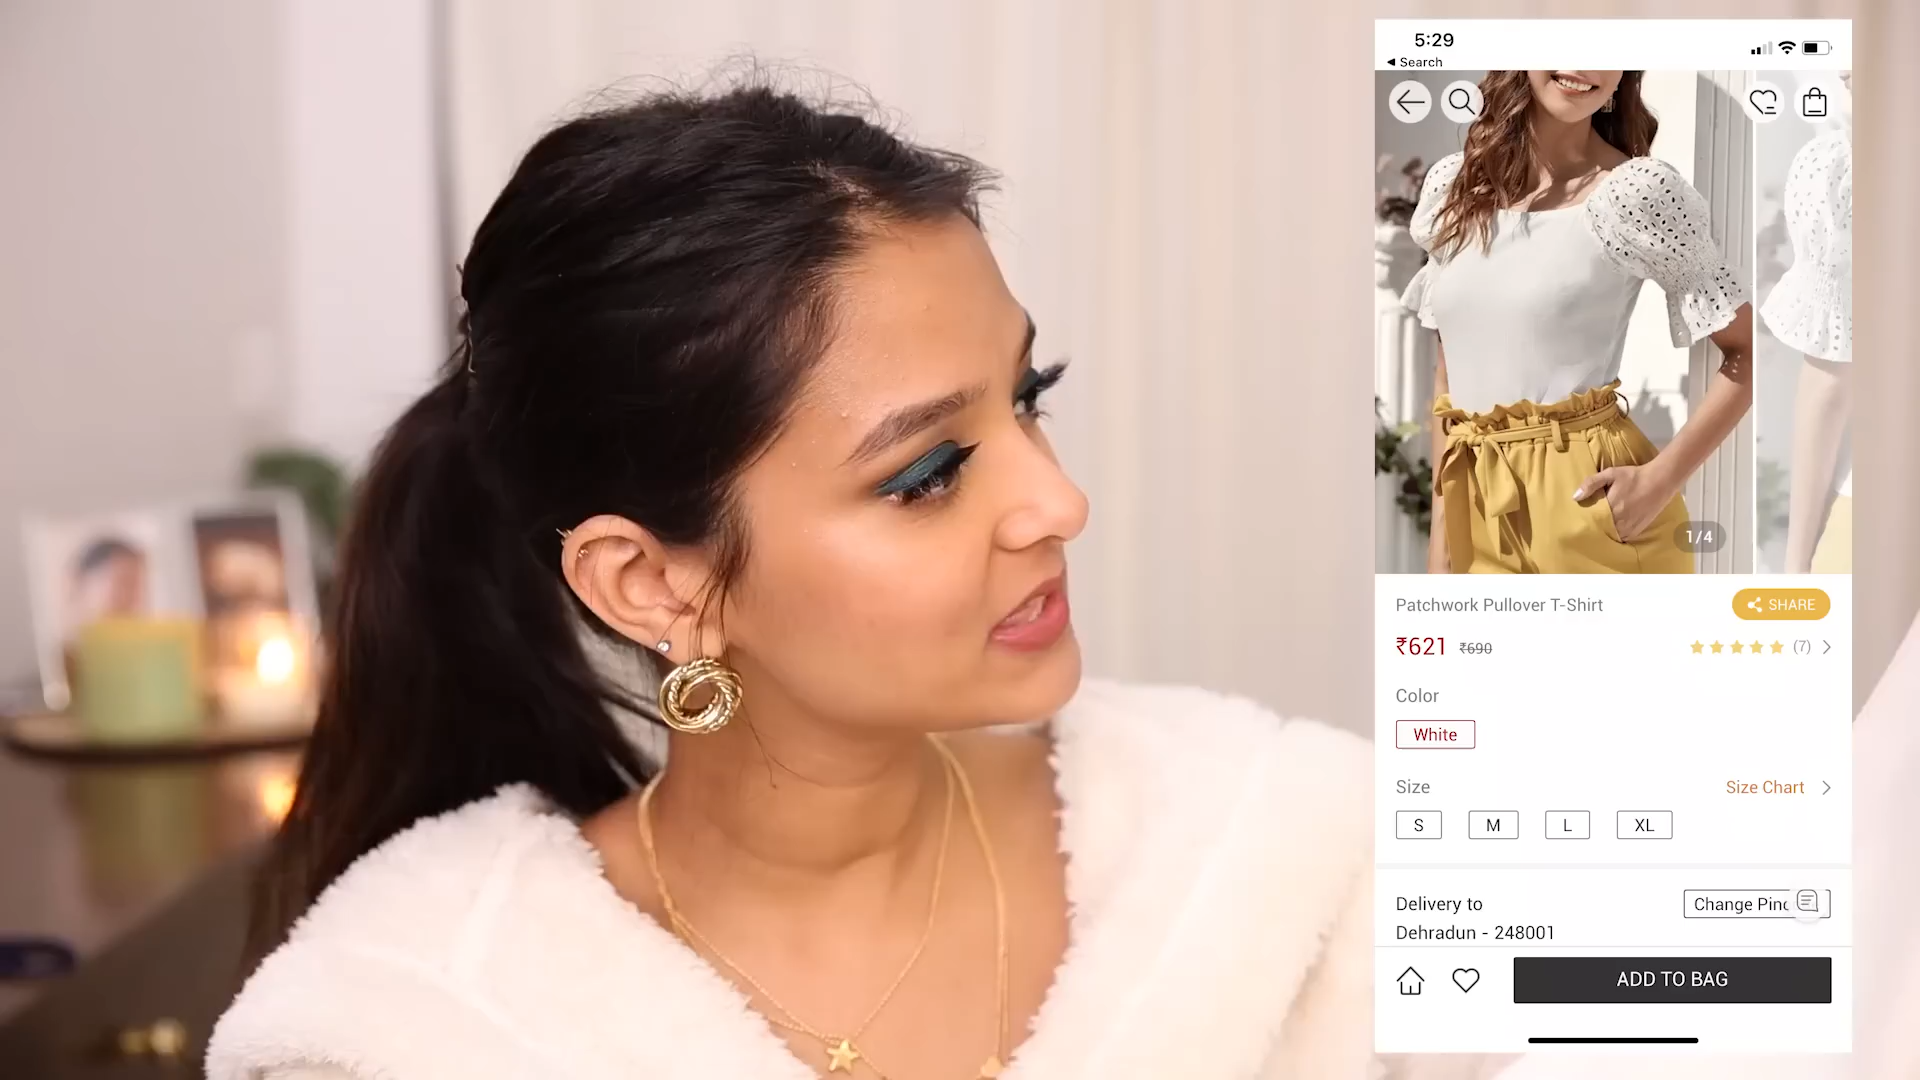 5:29
Search
1/4
Patchwork Pullover T-Shirt
SHARE
₹621 ₹690
(7)
Color
White
Size
Size Chart
S M L XL
Delivery to
Change Pinc
Dehradun - 248001
ADD TO BAG